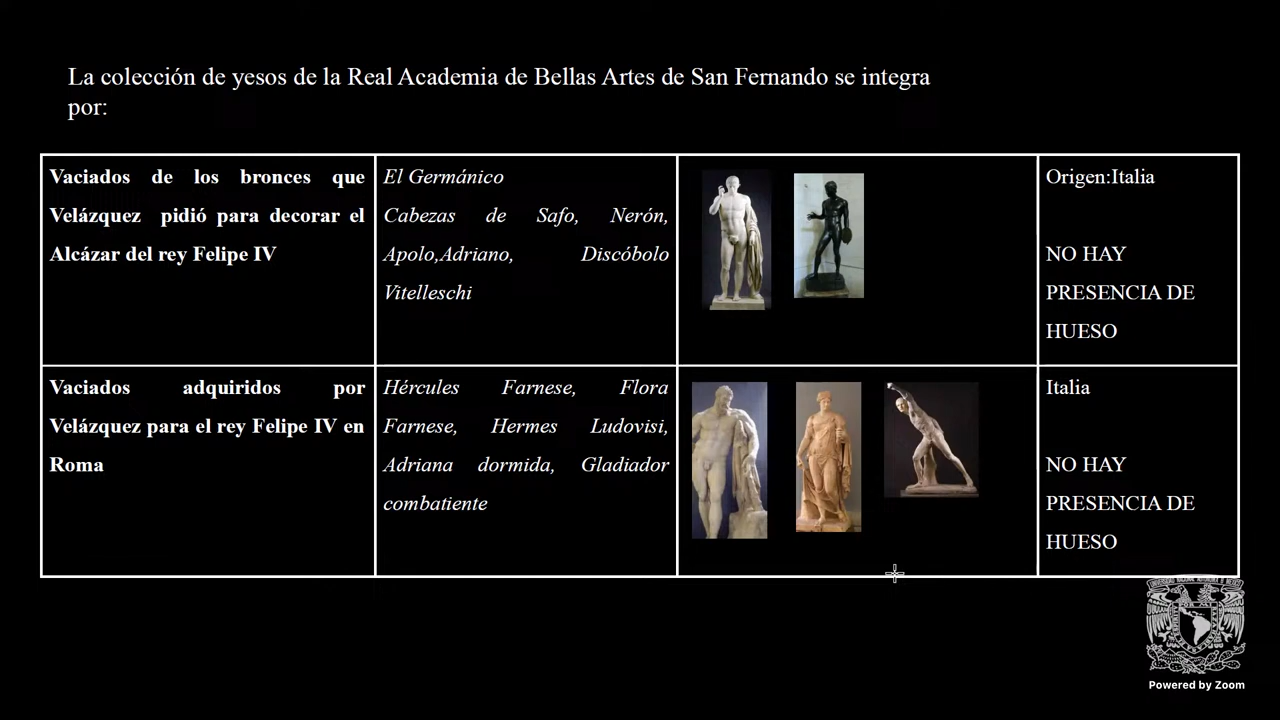 La colección de yesos de la Real Academia de Bellas Artes de San Fernando se integra
por:
Vaciados de los bronces que
Velázquez pidió para decorar el
Alcázar del rey Felipe IV
El Germánico
Cabezas de Safo, Nerón,
Apolo,Adriano, Discóbolo
Vitelleschi
Origen:Italia
NO HAY
PRESENCIA DE
HUESO
Vaciados adquiridos por
Velázquez para el rey Felipe IV en
Roma
Hércules Farnese, Flora
Farnese, Hermes Ludovisi,
Adriana dormida, Gladiador
combatiente
Italia
NO HAY
PRESENCIA DE
HUESO
Powered by Zoom